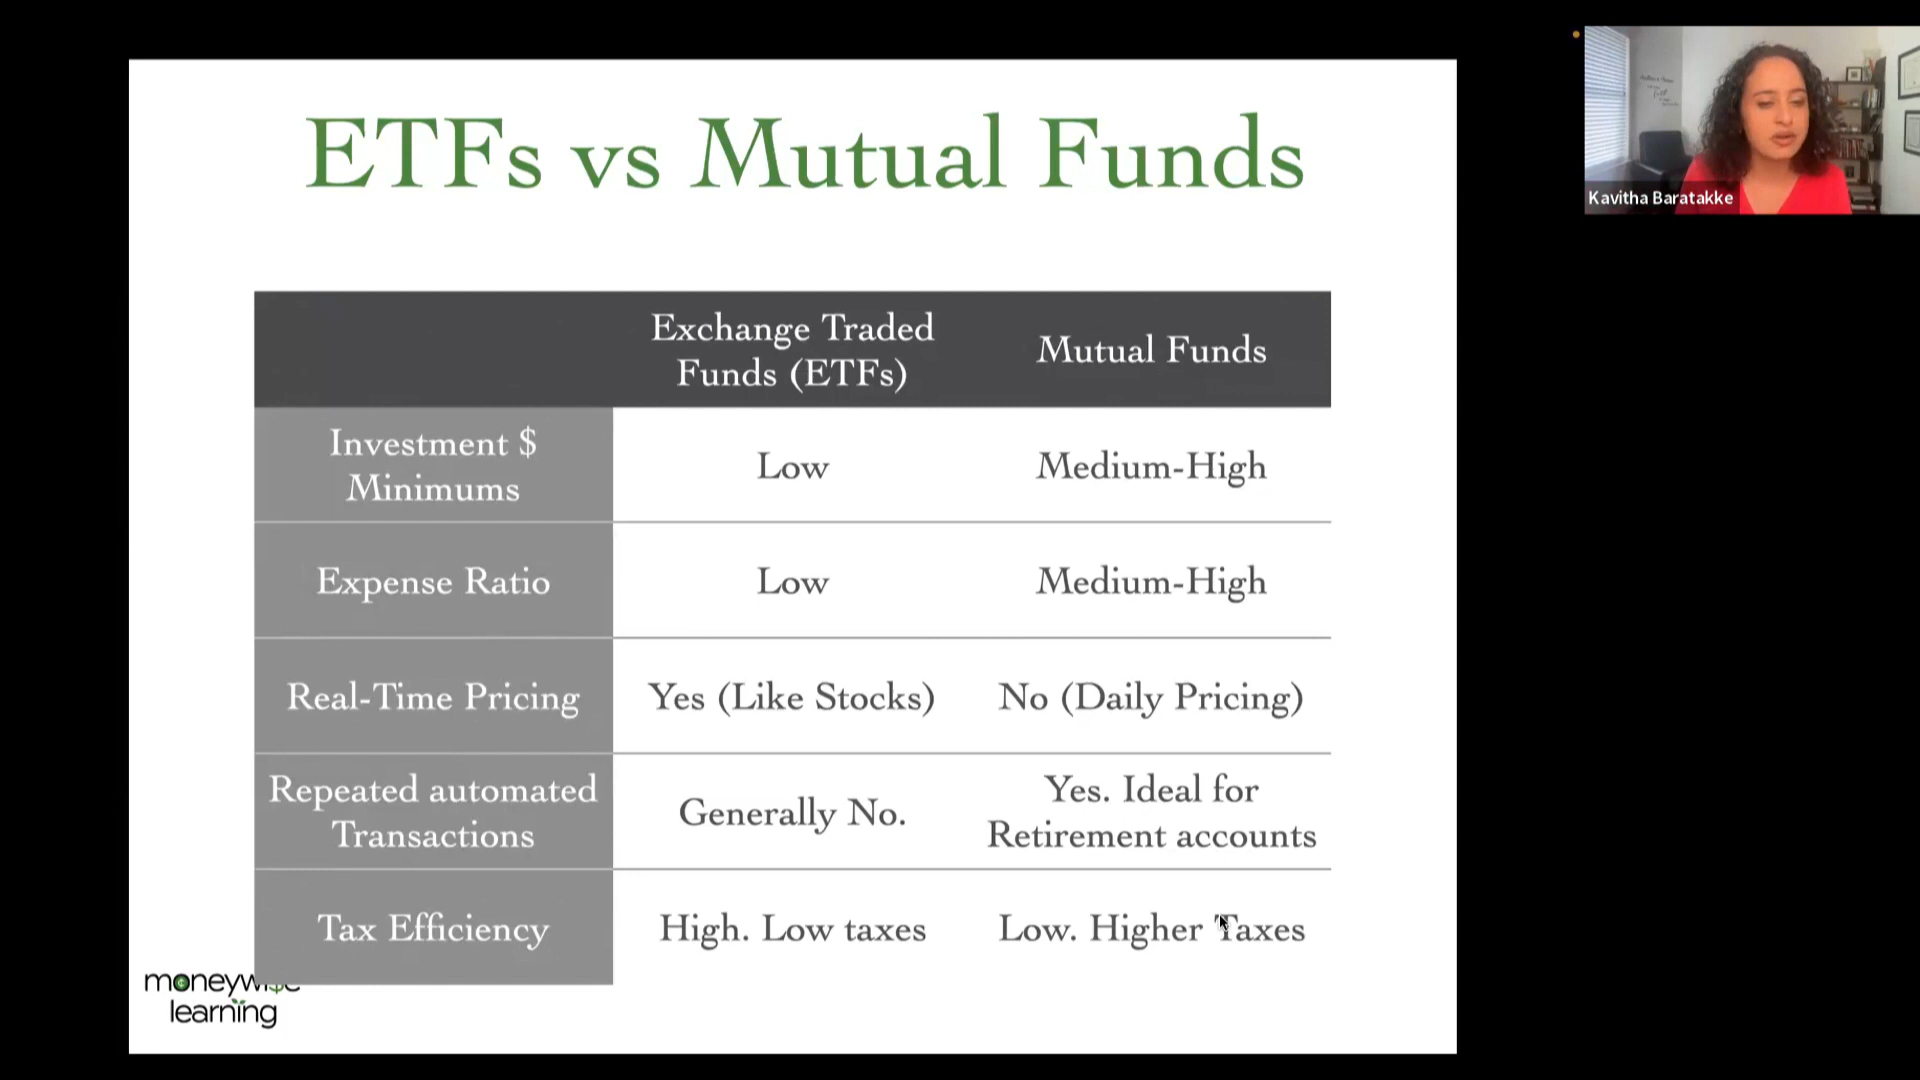 ETFs vs Mutual Funds
Kavitha Baratakke
Exchange Traded
Funds (ETFs)
Mutual Funds
Investment $
Minimums
Low
Medium-High
Expense Ratio
Low
Medium-High
Real-Time Pricing
Yes (Like Stocks)
No (Daily Pricing)
Repeated automated
Transactions
Generally No.
Yes. Ideal for
Retirement accounts
Tax Efficiency
High. Low taxes
Low. Higher Taxes
moneywi$e
learning